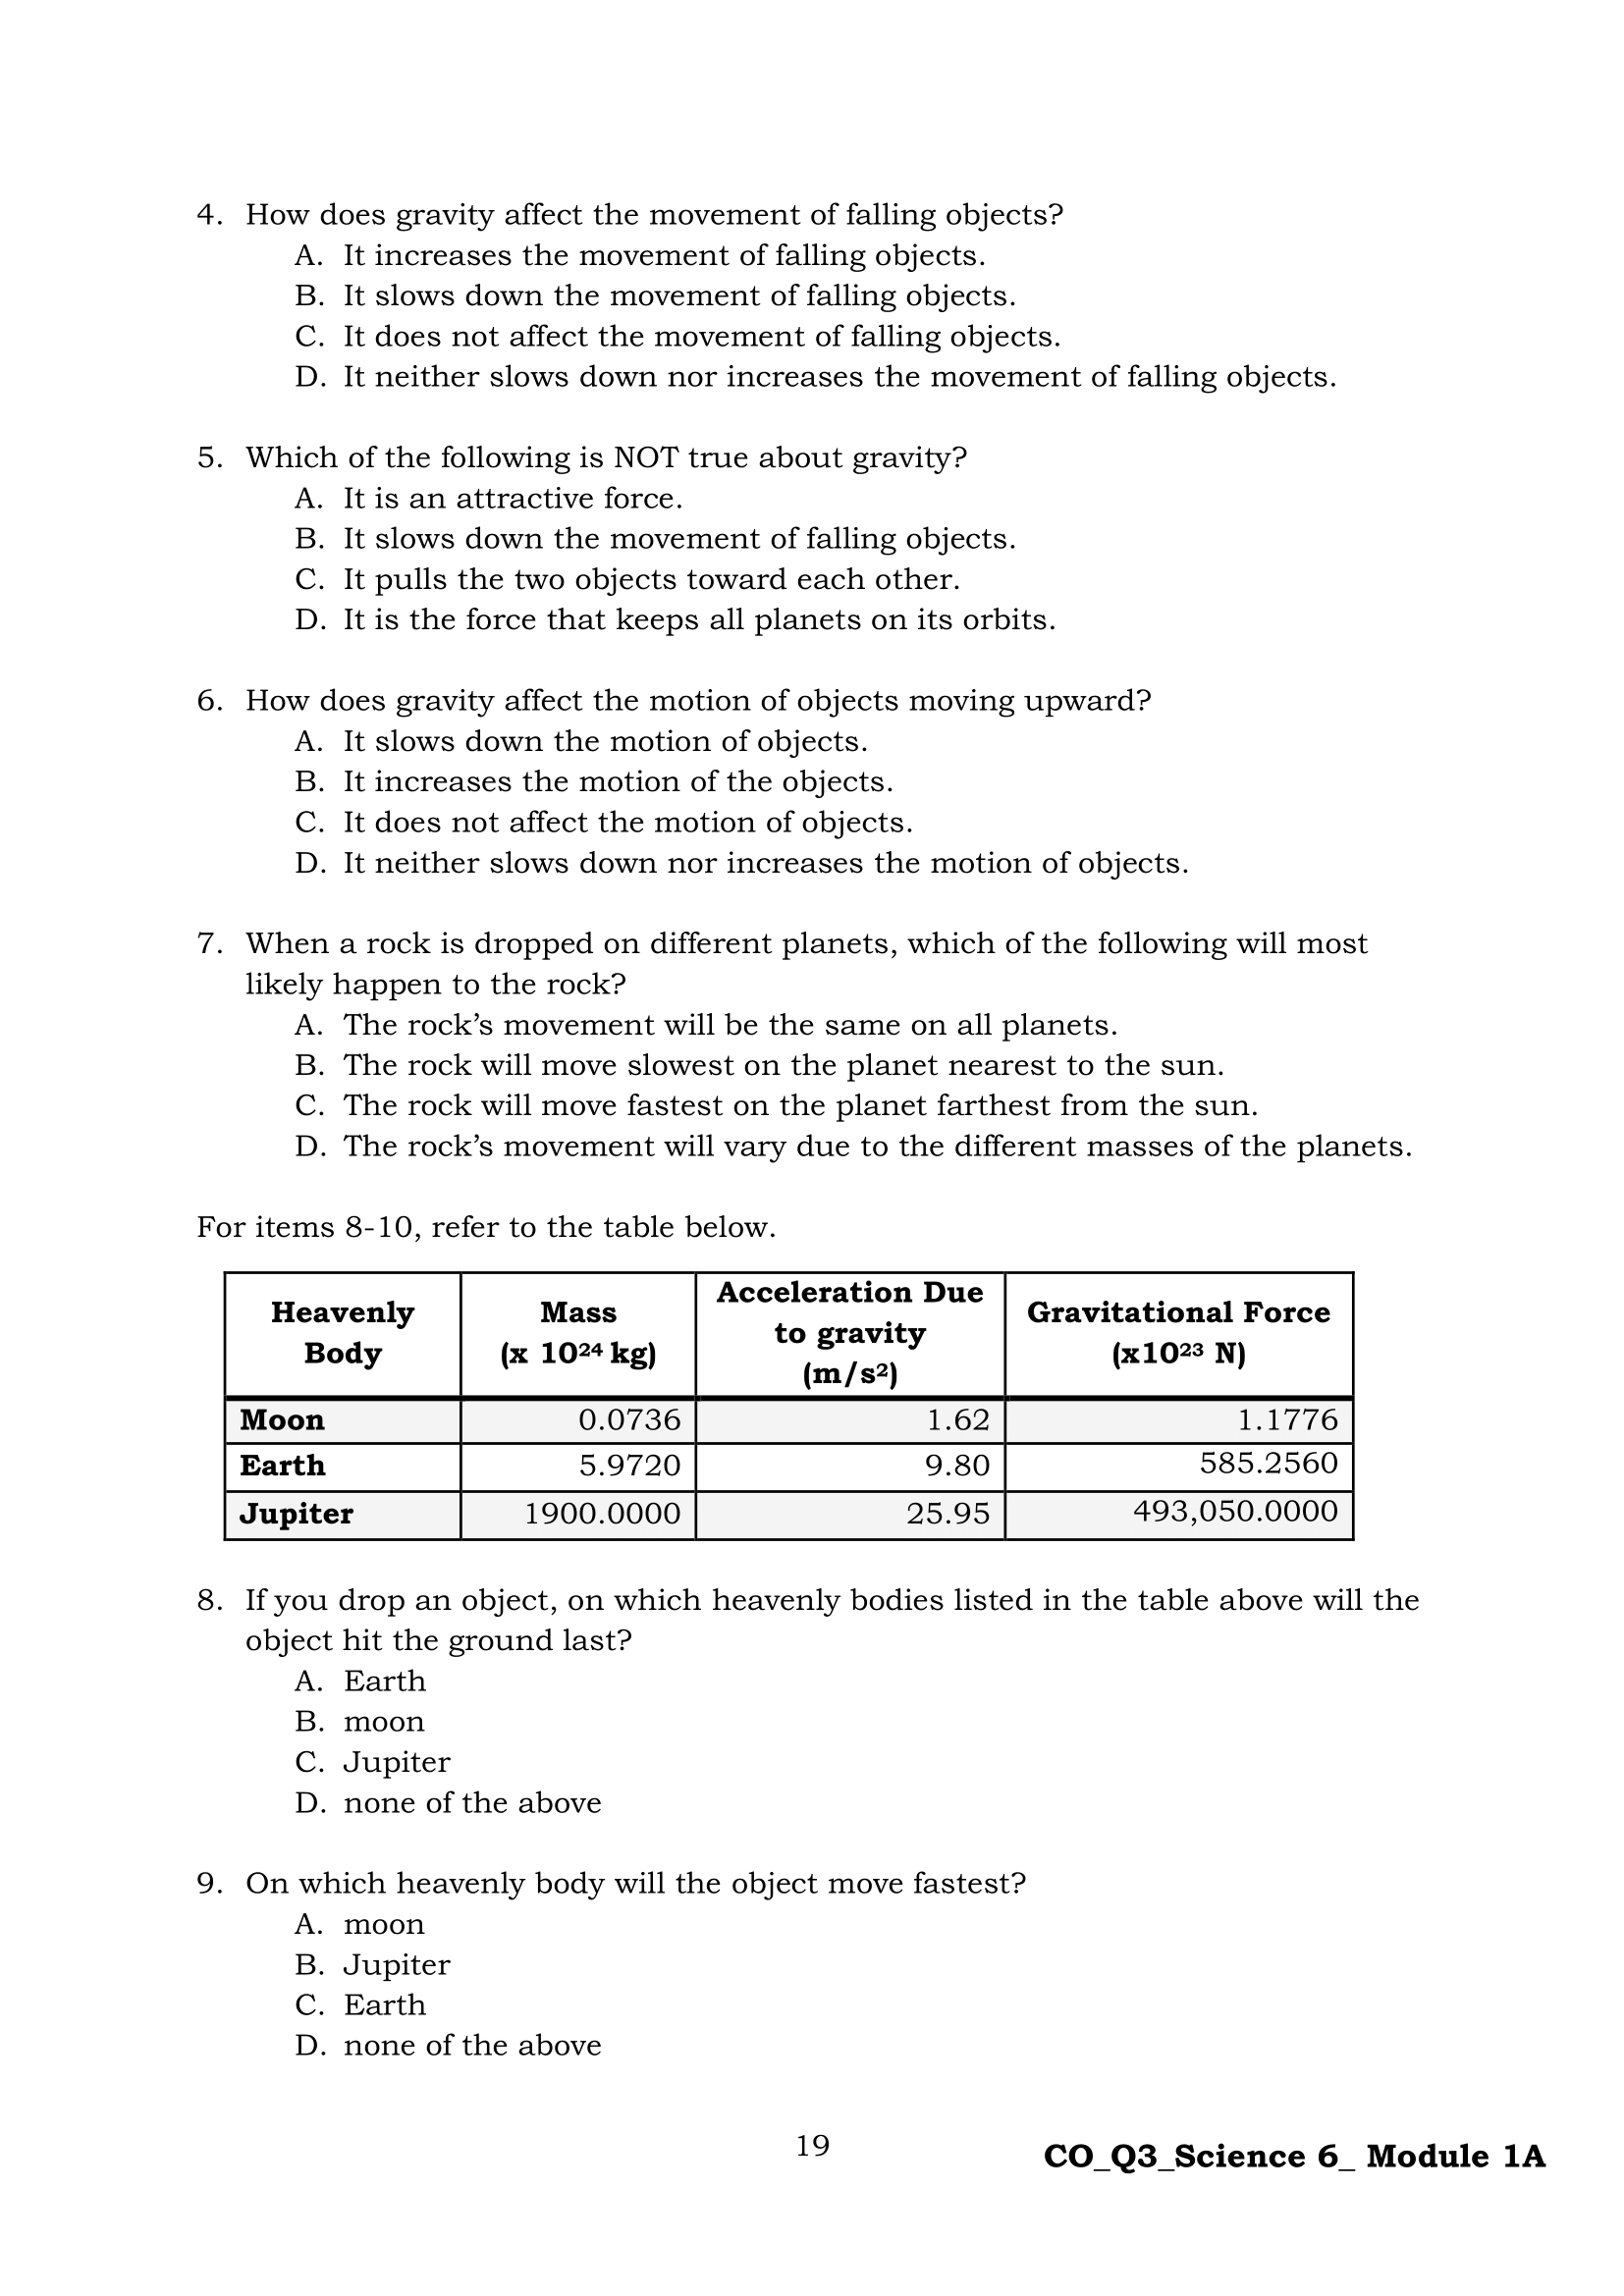 4. How does gravity affect the movement of falling objects?
A. It increases the movement of falling objects.
B. It slows down the movement of falling objects.
C. It does not affect the movement of falling objects.
D. It neither slows down nor increases the movement of falling objects.
5. Which of the following is NOT true about gravity?
A. It is an attractive force.
B. It slows down the movement of falling objects.
C. It pulls the two objects toward each other.
D. It is the force that keeps all planets on its orbits.
6. How does gravity affect the motion of objects moving upward?
A. It slows down the motion of objects.
B. It increases the motion of the objects.
C. It does not affect the motion of objects.
D. It neither slows down nor increases the motion of objects.
7. When a rock is dropped on different planets, which of the following will most
likely happen to the rock?
A. The rock’s movement will be the same on all planets.
B. The rock will move slowest on the planet nearest to the sun.
C. The rock will move fastest on the planet farthest from the sun.
D. The rock’s movement will vary due to the different masses of the planets.
For items 8-10, refer to the table below.
Heavenly Body | Mass (x 10²⁴ kg) | Acceleration Due to gravity (m/s²) | Gravitational Force (x10²³ N)
Moon 0.0736 1.62 1.1776
Earth 5.9720 9.80 585.2560
Jupiter 1900.0000 25.95 493,050.0000
8. If you drop an object, on which heavenly bodies listed in the table above will the
object hit the ground last?
A. Earth
B. moon
C. Jupiter
D. none of the above
9. On which heavenly body will the object move fastest?
A. moon
B. Jupiter
C. Earth
D. none of the above
19
CO_Q3_Science 6_ Module 1A